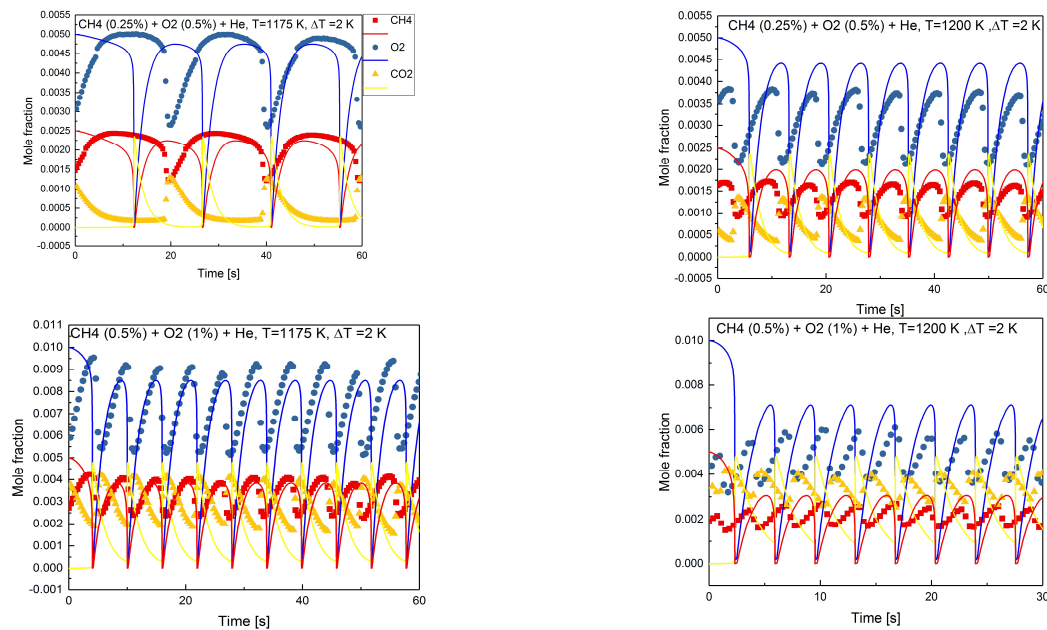 CH4 (0.25%) + O2 (0.5%) + He, T=1175 K, ΔT =2 K
CH4
O2
CO2
0.0050
0.0045
0.0040
0.0035
0.0030
0.0025
0.0020
0.0015
0.0010
0.0005
0.0000
-0.0005
Mole fraction
0 20 40 60
Time [s]
CH4 (0.25%) + O2 (0.5%) + He, T=1200 K ,ΔT =2 K
0.0055
0.0050
0.0045
0.0040
0.0035
0.0030
0.0025
0.0020
0.0015
0.0010
0.0005
0.0000
-0.0005
Mole fraction
0 20 40 60
Time [s]
CH4 (0.5%) + O2 (1%) + He, T=1175 K, ΔT =2 K
0.011
0.010
0.009
0.008
0.007
0.006
0.005
0.004
0.003
0.002
0.001
0.000
-0.001
Mole fraction
0 20 40 60
Time [s]
CH4 (0.5%) + O2 (1%) + He, T=1200 K ,ΔT =2 K
0.010
0.008
0.006
0.004
0.002
0.000
Mole fraction
0 10 20 30
Time [s]